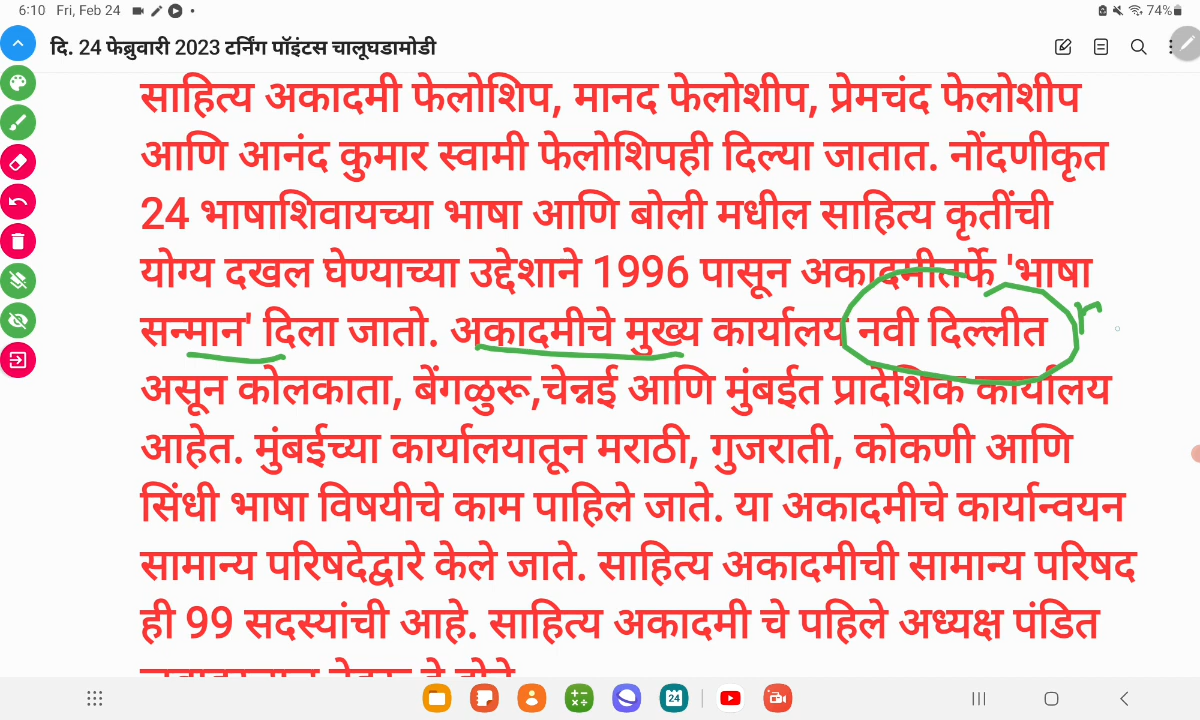 6:10 Fri, Feb 24 74%
दि. 24 फेब्रुवारी 2023 टर्निंग पॉइंटस चालूघडामोडी
साहित्य अकादमी फेलोशिप, मानद फेलोशीप, प्रेमचंद फेलोशीप
आणि आनंद कुमार स्वामी फेलोशिपही दिल्या जातात. नोंदणीकृत
24 भाषाशिवायच्या भाषा आणि बोली मधील साहित्य कृतींची
योग्य दखल घेण्याच्या उद्देशाने 1996 पासून अकादमीतर्फे 'भाषा
सन्मान' दिला जातो. अकादमीचे मुख्य कार्यालय नवी दिल्लीत
असून कोलकाता, बेंगळुरू,चेन्नई आणि मुंबईत प्रादेशिक कार्यालय
आहेत. मुंबईच्या कार्यालयातून मराठी, गुजराती, कोकणी आणि
सिंधी भाषा विषयीचे काम पाहिले जाते. या अकादमीचे कार्यान्वयन
सामान्य परिषदेद्वारे केले जाते. साहित्य अकादमीची सामान्य परिषद
ही 99 सदस्यांची आहे. साहित्य अकादमी चे पहिले अध्यक्ष पंडित
24